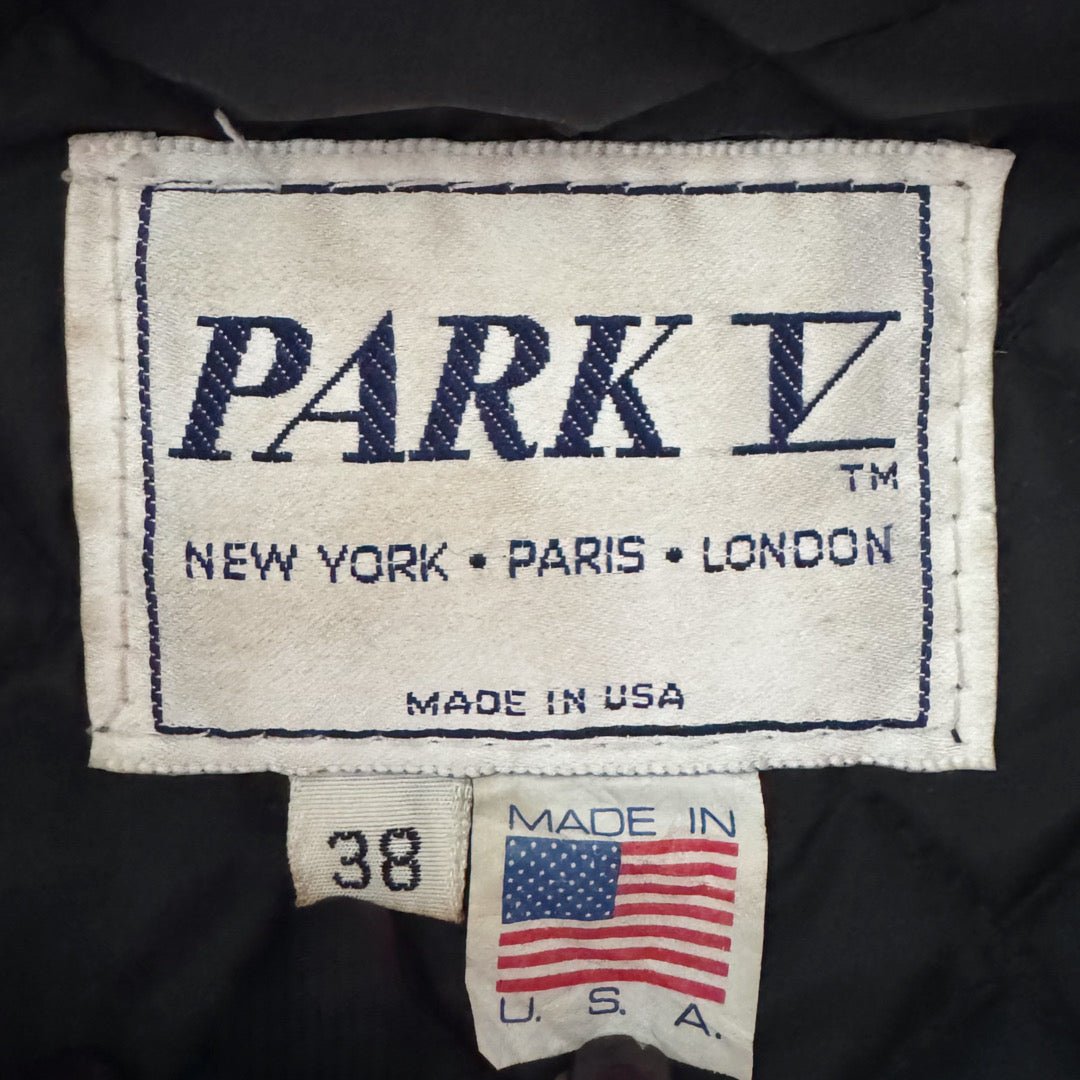 PARK V
TM
NEW YORK • PARIS • LONDON
MADE IN USA
38
MADE IN
U. S. A.